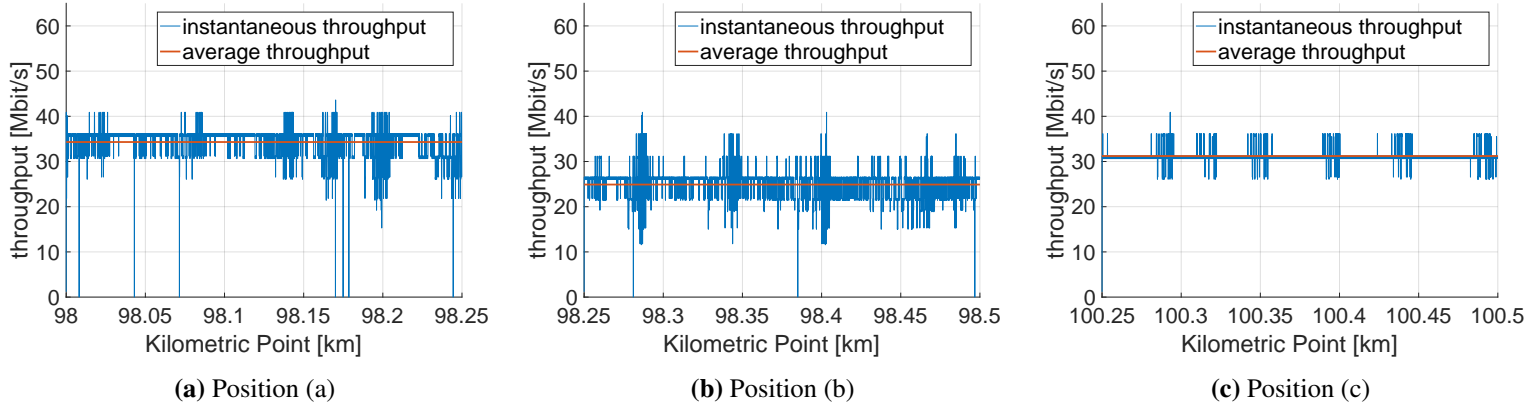 60
50
40
30
20
10
0
throughput [Mbit/s]
instantaneous throughput
average throughput
98 98.05 98.1 98.15 98.2 98.25
Kilometric Point [km]
(a) Position (a)
60
50
40
30
20
10
0
throughput [Mbit/s]
instantaneous throughput
average throughput
98.25 98.3 98.35 98.4 98.45 98.5
Kilometric Point [km]
(b) Position (b)
60
50
40
30
20
10
0
throughput [Mbit/s]
instantaneous throughput
average throughput
100.25 100.3 100.35 100.4 100.45 100.5
Kilometric Point [km]
(c) Position (c)